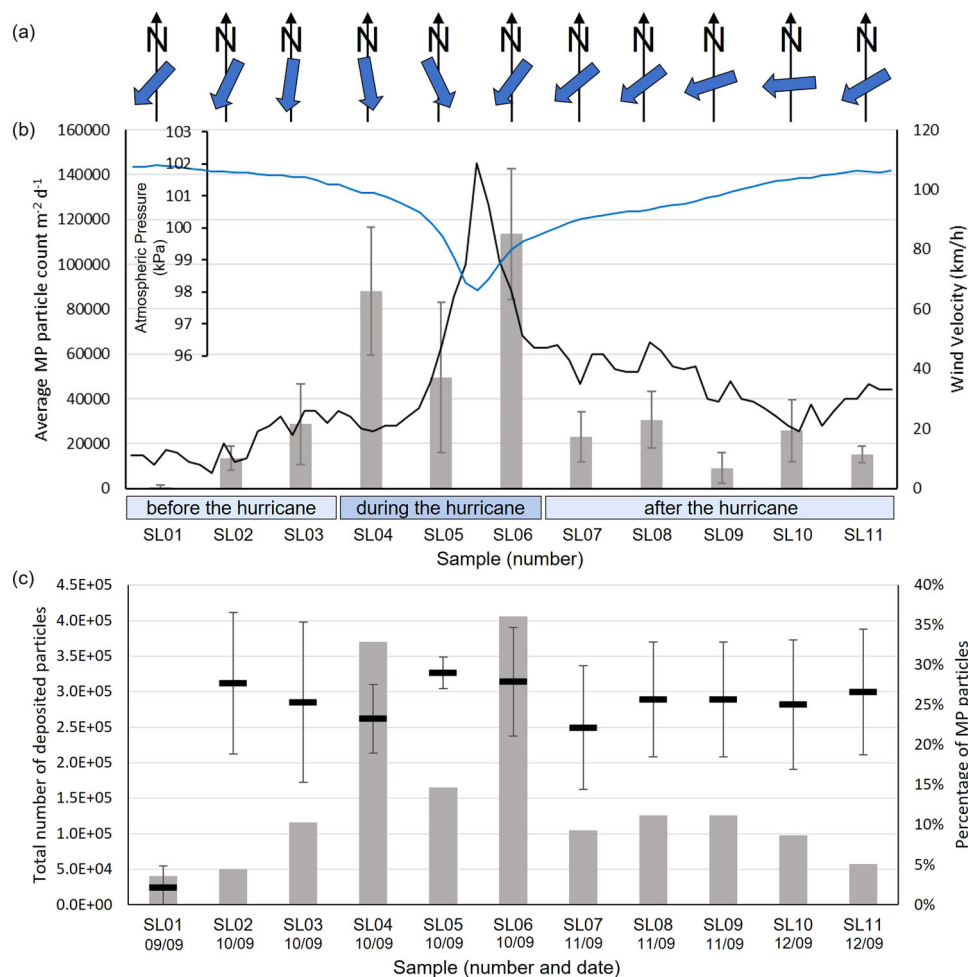 (a)
N N N N N N N N N N N
(b)
160000
140000
120000
100000
80000
60000
40000
20000
0
Average MP particle count m⁻² d⁻¹
103
102
101
100
99
98
97
96
Atmospheric Pressure
(kPa)
120
100
80
60
40
20
0
Wind Velocity (km/h)
before the hurricane during the hurricane after the hurricane
SL01 SL02 SL03 SL04 SL05 SL06 SL07 SL08 SL09 SL10 SL11
Sample (number)
(c)
4.5E+05
4.0E+05
3.5E+05
3.0E+05
2.5E+05
2.0E+05
1.5E+05
1.0E+05
5.0E+04
0.0E+00
Total number of deposited particles
40%
35%
30%
25%
20%
15%
10%
5%
0%
Percentage of MP particles
SL01 SL02 SL03 SL04 SL05 SL06 SL07 SL08 SL09 SL10 SL11
09/09 10/09 10/09 10/09 10/09 10/09 11/09 11/09 11/09 12/09 12/09
Sample (number and date)